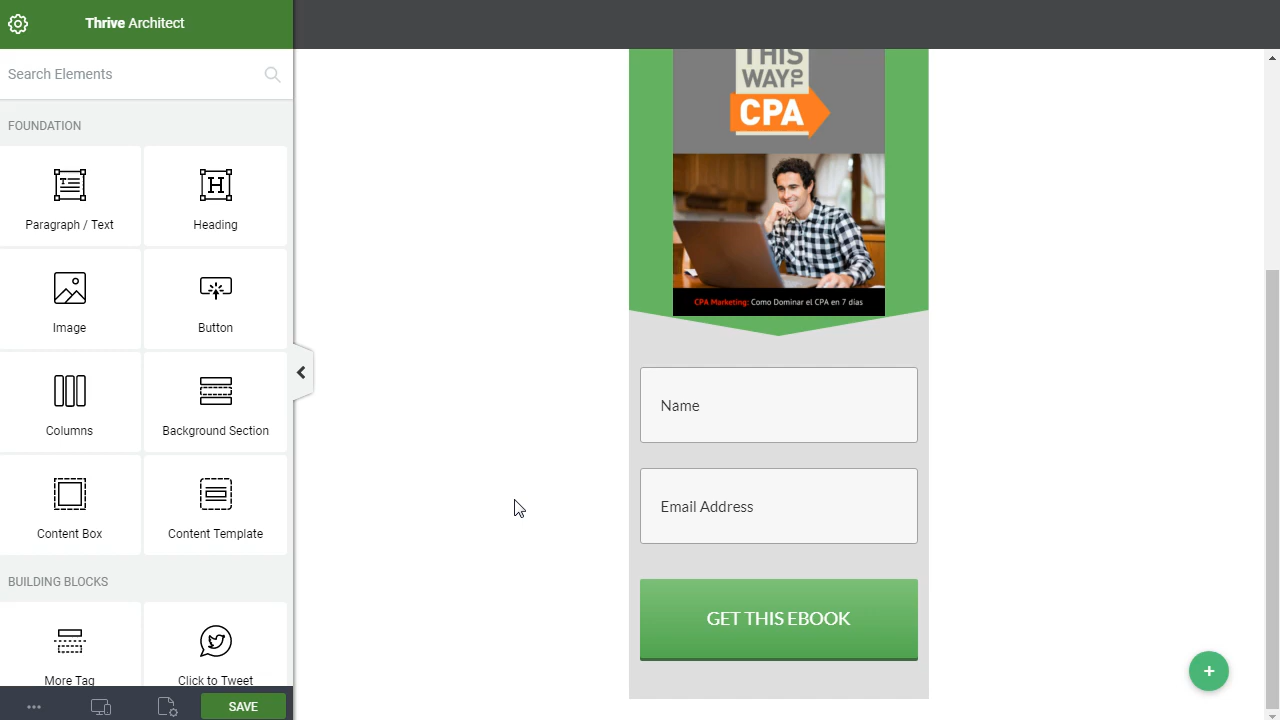 Thrive Architect
Search Elements
FOUNDATION
Paragraph / Text
Heading
Image
Button
Columns
Background Section
Content Box
Content Template
BUILDING BLOCKS
More Tag
Click to Tweet
SAVE
THIS
WAY TO
CPA
CPA Marketing: Como Dominar el CPA en 7 días
Name
Email Address
GET THIS EBOOK
+